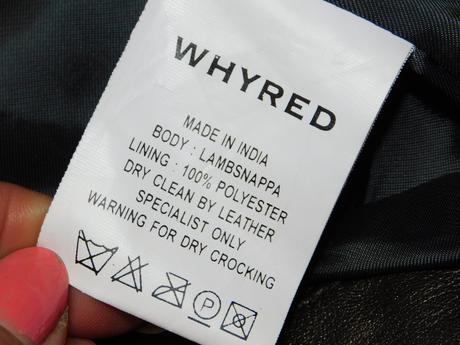 WHYRED
MADE IN INDIA
BODY : LAMBSNAPPA
LINING : 100% POLYESTER
DRY CLEAN BY LEATHER
SPECIALIST ONLY
WARNING FOR DRY CROCKING
P